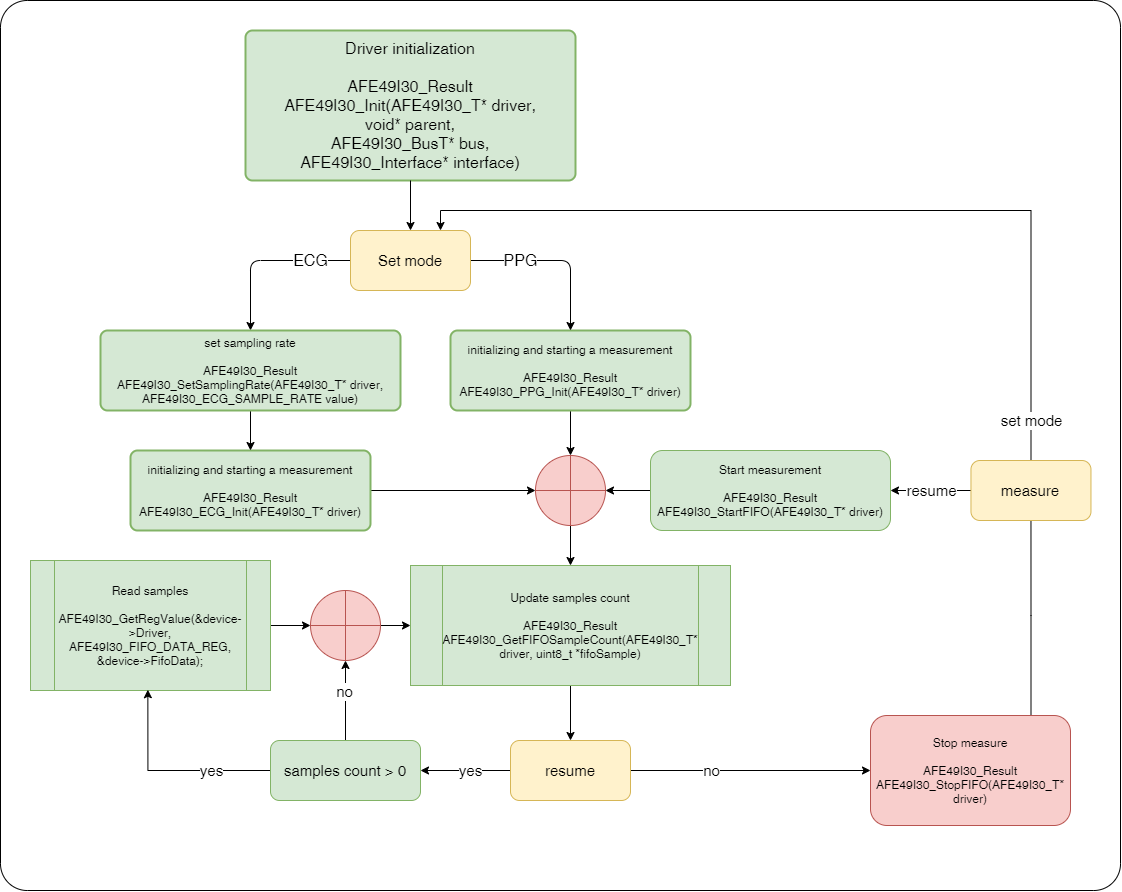 Driver initialization
AFE49I30_Result
AFE49I30_Init(AFE49I30_T* driver,
void* parent,
AFE49I30_BusT* bus,
AFE49I30_Interface* interface)
ECG
Set mode
PPG
set sampling rate
AFE49I30_Result
AFE49I30_SetSamplingRate(AFE49I30_T* driver,
AFE49I30_ECG_SAMPLE_RATE value)
initializing and starting a measurement
AFE49I30_Result
AFE49I30_PPG_Init(AFE49I30_T* driver)
set mode
initializing and starting a measurement
AFE49I30_Result
AFE49I30_ECG_Init(AFE49I30_T* driver)
Start measurement
AFE49I30_Result
AFE49I30_StartFIFO(AFE49I30_T* driver)
resume
measure
Read samples
AFE49I30_GetRegValue(&device-
>Driver,
AFE49I30_FIFO_DATA_REG,
&device->FifoData);
Update samples count
AFE49I30_Result
AFE49I30_GetFIFOSampleCount(AFE49I30_T*
driver, uint8_t *fifoSample)
no
yes
samples count > 0
yes
resume
no
Stop measure
AFE49I30_Result
AFE49I30_StopFIFO(AFE49I30_T*
driver)